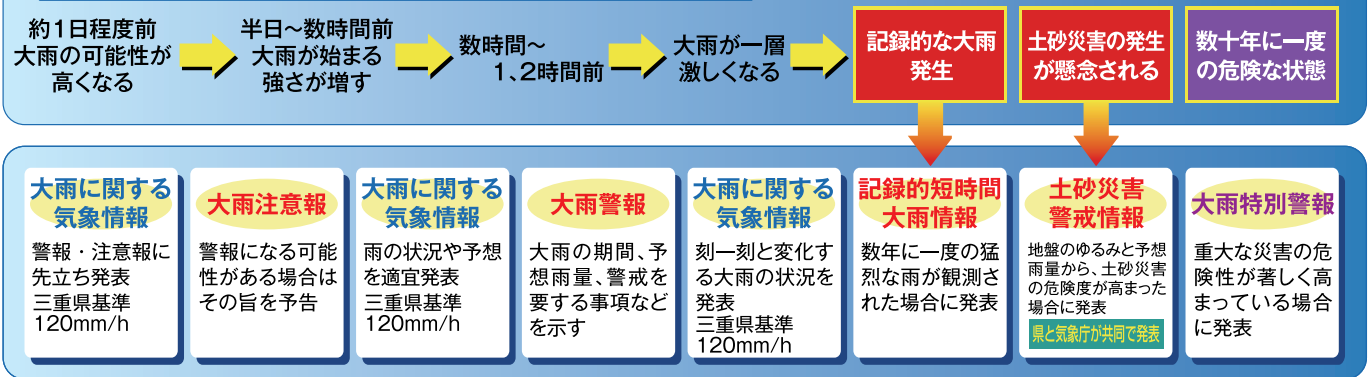 約1日程度前
大雨の可能性が
高くなる
半日～数時間前
大雨が始まる
強さが増す
数時間～
1、2時間前
大雨が一層
激しくなる
記録的な大雨
発生
土砂災害の発生
が懸念される
数十年に一度
の危険な状態
大雨に関する
気象情報
警報・注意報に
先立ち発表
三重県基準
120mm/h
大雨注意報
警報になる可能
性がある場合は
その旨を予告
大雨に関する
気象情報
雨の状況や予想
を適宜発表
三重県基準
120mm/h
大雨警報
大雨の期間、予
想雨量、警戒を
要する事項など
を示す
大雨に関する
気象情報
刻一刻と変化す
る大雨の状況を
発表
三重県基準
120mm/h
記録的短時間
大雨情報
数年に一度の猛
烈な雨が観測さ
れた場合に発表
土砂災害
警戒情報
地盤のゆるみと予想
雨量から、土砂災害
の危険度が高まった
場合に発表
県と気象庁が共同で発表
大雨特別警報
重大な災害の危
険性が著しく高
まっている場合
に発表